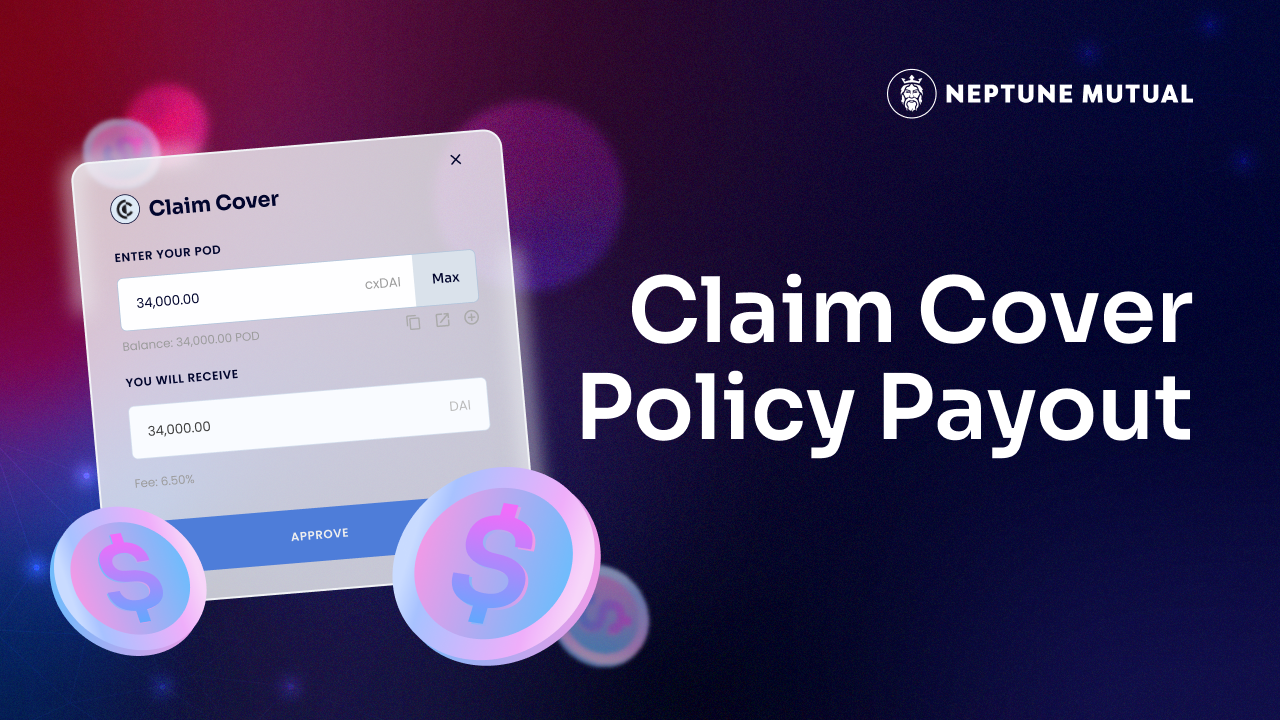 NEPTUNE MUTUAL
Claim Cover
ENTER YOUR POD
34,000.00 cxDAI Max
Balance: 34,000.00 POD
YOU WILL RECEIVE
34,000.00 DAI
Fee: 6.50%
APPROVE
Claim Cover
Policy Payout
$ $ $